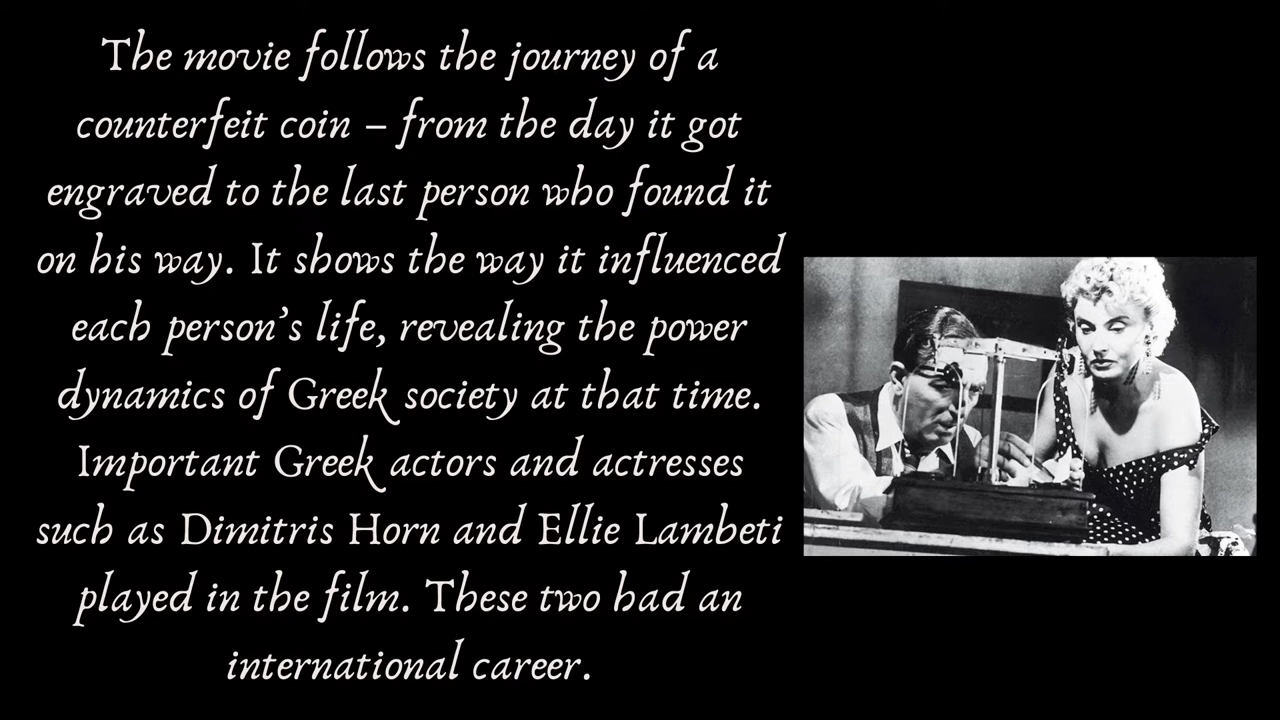 The movie follows the journey of a
counterfeit coin – from the day it got
engraved to the last person who found it
on his way. It shows the way it influenced
each person's life, revealing the power
dynamics of Greek society at that time.
Important Greek actors and actresses
such as Dimitris Horn and Ellie Lambeti
played in the film. These two had an
international career.